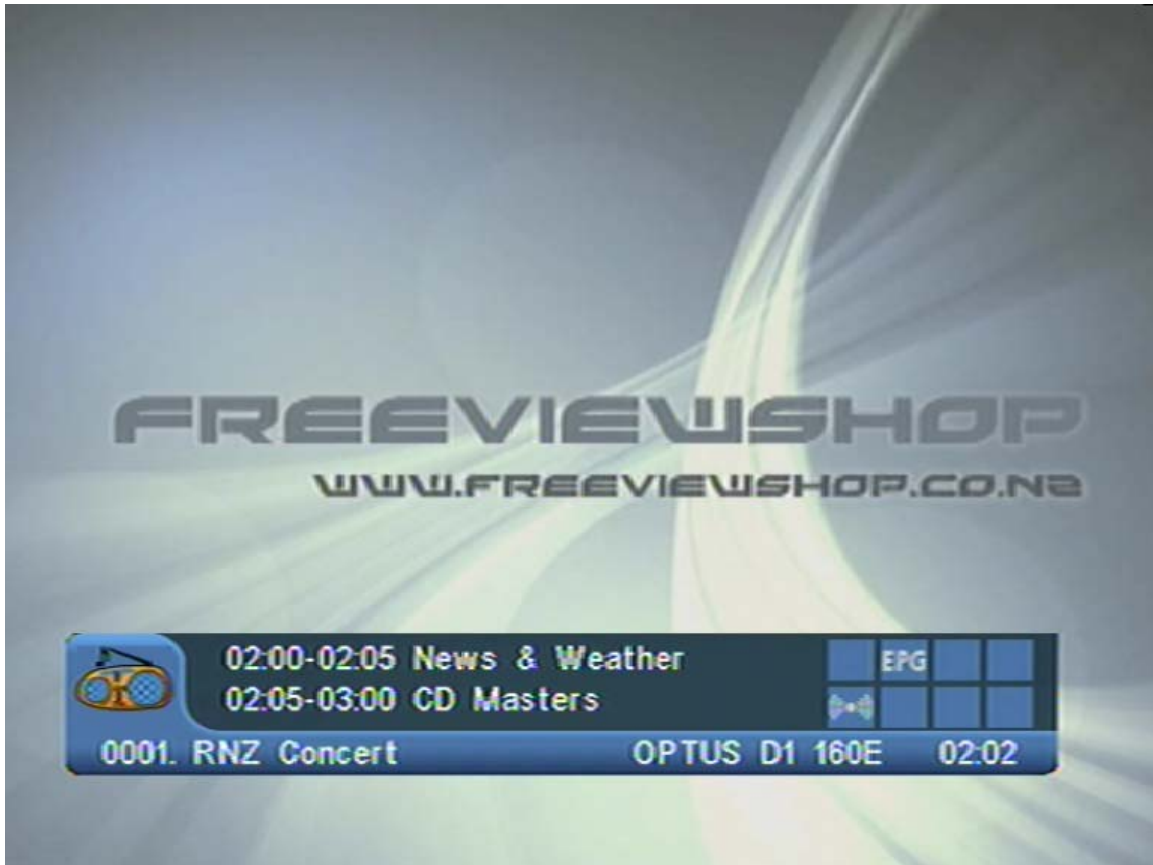 FREEVIEWSHOP
WWW.FREEVIEWSHOP.CO.NZ
02:00-02:05 News & Weather
EPG
02:05-03:00 CD Masters
0001. RNZ Concert OPTUS D1 160E 02:02